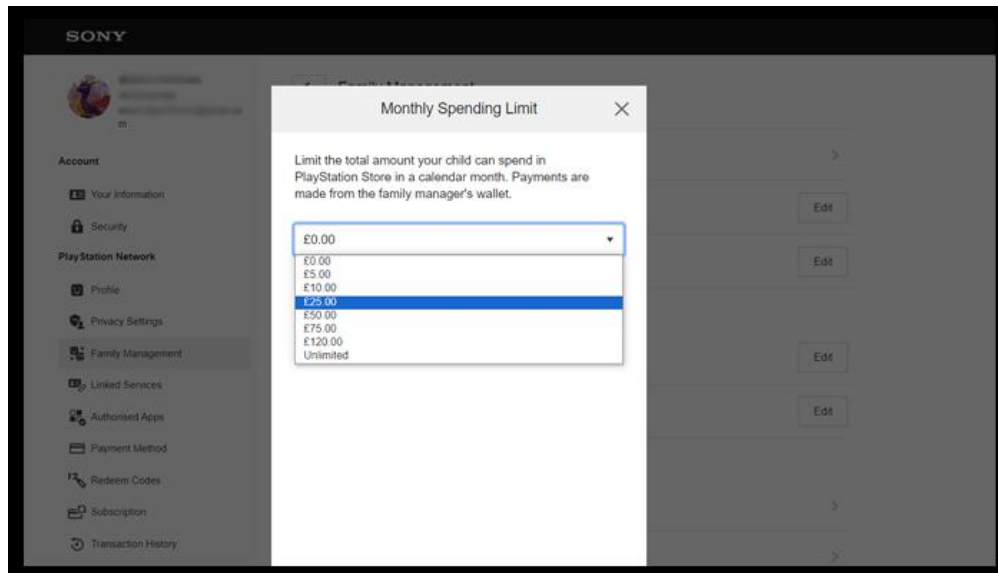 SONY
m
Account
Your Information
Security
PlayStation Network
Profile
Privacy Settings
Family Management
Linked Services
Authorised Apps
Payment Method
Redeem Codes
Subscription
Transaction History
Family Management
Monthly Spending Limit
Limit the total amount your child can spend in
PlayStation Store in a calendar month. Payments are
made from the family manager's wallet.
£0.00
£0.00
£5.00
£10.00
£25.00
£50.00
£75.00
£120.00
Unlimited
Edit
Edit
Edit
Edit